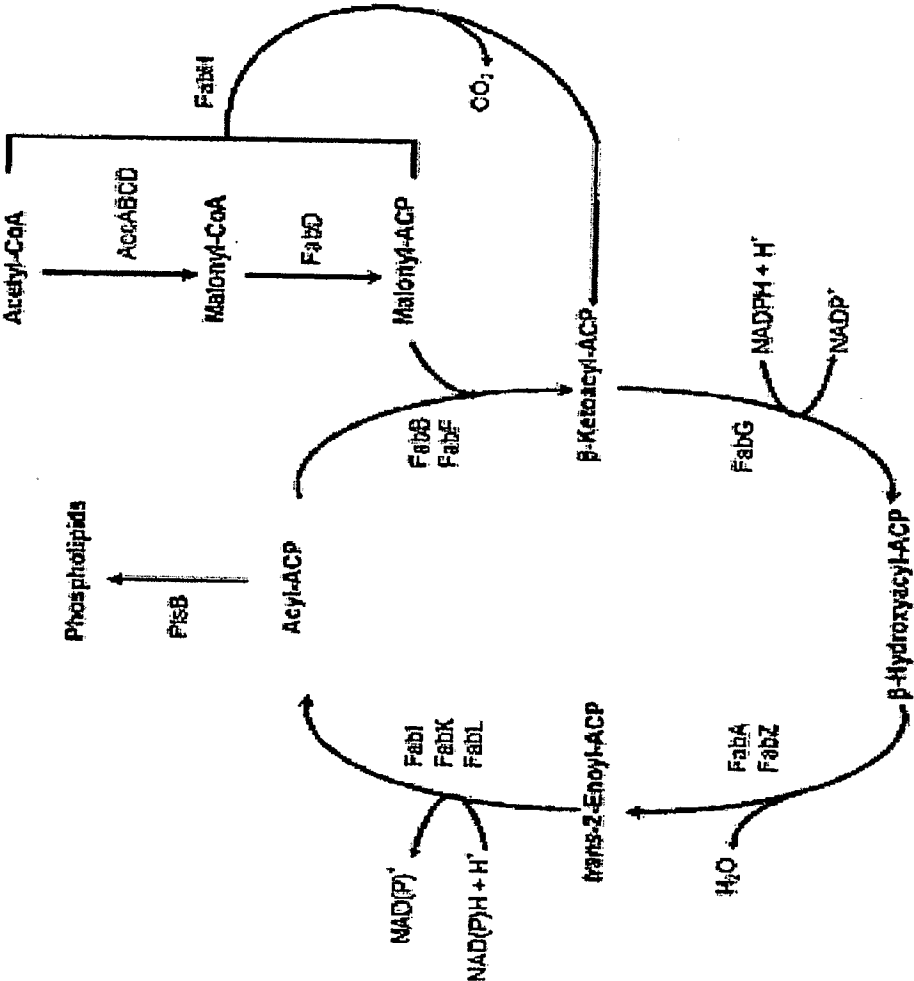 Acetyl-CoA
AccABCD
Malonyl-CoA
FabD
Malonyl-ACP
FabH
CO₂
Phospholipids
PlsB
Acyl-ACP
FabB
FabF
β-Ketoacyl-ACP
FabG
NADPH + H⁺
NADP⁺
β-Hydroxyacyl-ACP
FabA
FabZ
H₂O
trans-2-Enoyl-ACP
FabI
FabK
FabL
NAD(P)⁺
NAD(P)H + H⁺